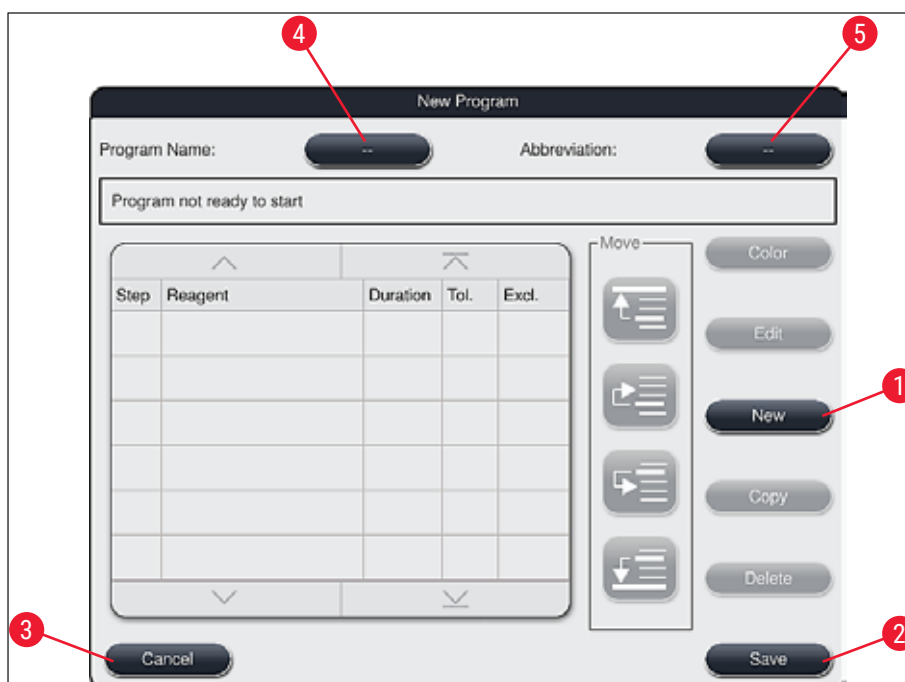 4 5
New Program
Program Name: -- Abbreviation: --
Program not ready to start
Move Color
Step Reagent Duration Tol. Excl.
Edit
1
New
Copy
Delete
3 2
Cancel Save